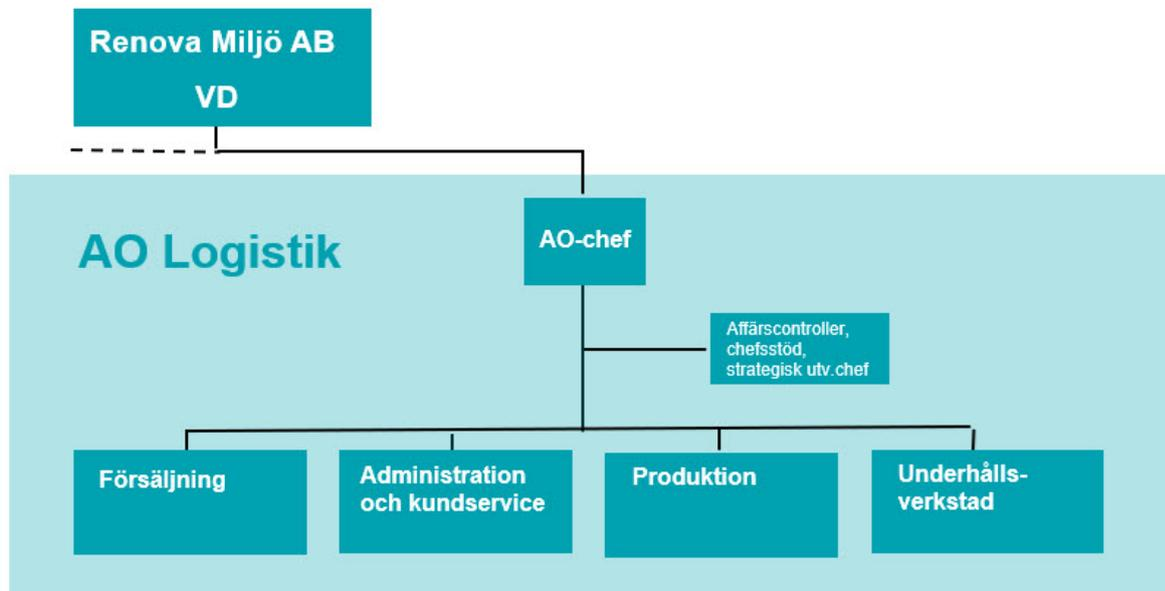 Renova Miljö AB
VD
AO Logistik
AO-chef
Affärscontroller,
chefsstöd,
strategisk utv.chef
Försäljning
Administration
och kundservice
Produktion
Underhålls-
verkstad